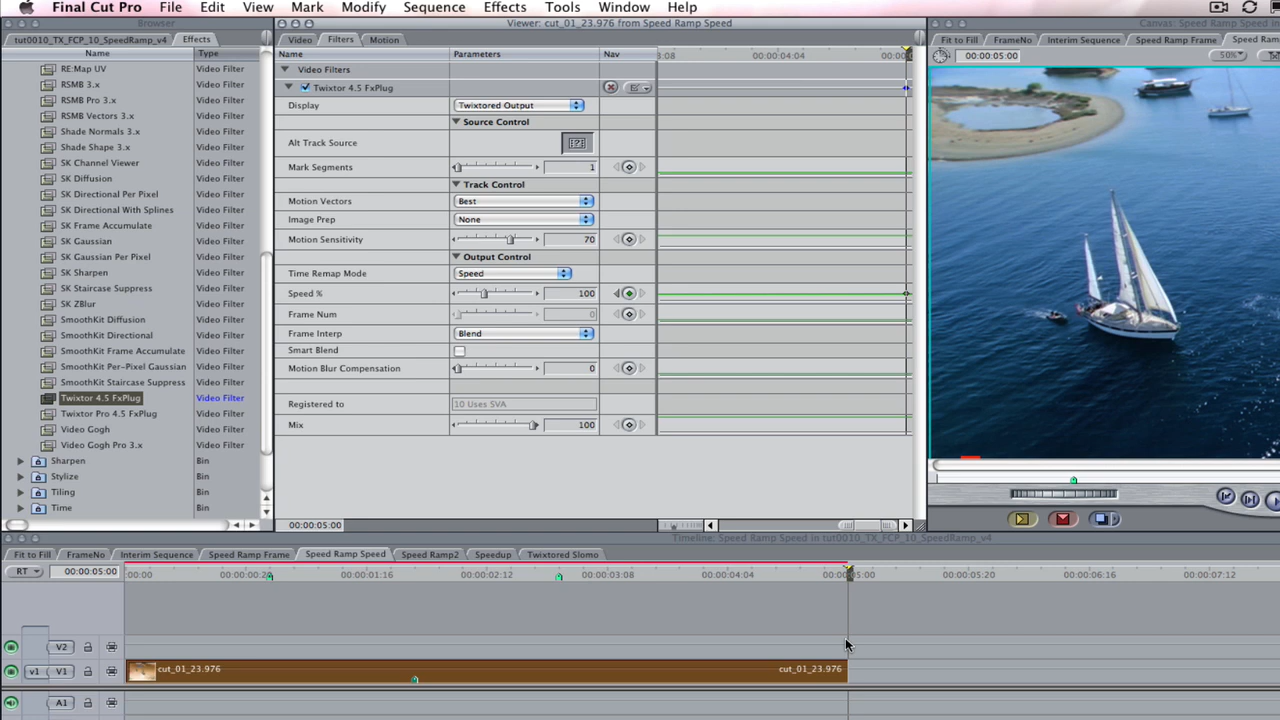 Final Cut Pro File Edit View Mark Modify Sequence Effects Tools Window Help
Browser
tut0010_TX_FCP_10_SpeedRamp_v4 Effects
Name Type
RE:Map UV Video Filter
RSMB 3.x Video Filter
RSMB Pro 3.x Video Filter
RSMB Vectors 3.x Video Filter
Shade Normals 3.x Video Filter
Shade Shape 3.x Video Filter
SK Channel Viewer Video Filter
SK Diffusion Video Filter
SK Directional Per Pixel Video Filter
SK Directional With Splines Video Filter
SK Frame Accumulate Video Filter
SK Gaussian Video Filter
SK Gaussian Per Pixel Video Filter
SK Sharpen Video Filter
SK Staircase Suppress Video Filter
SK ZBlur Video Filter
SmoothKit Diffusion Video Filter
SmoothKit Directional Video Filter
SmoothKit Frame Accumulate Video Filter
SmoothKit Per-Pixel Gaussian Video Filter
SmoothKit Staircase Suppress Video Filter
Twixtor 4.5 FxPlug Video Filter
Twixtor Pro 4.5 FxPlug Video Filter
Video Gogh Video Filter
Video Gogh Pro 3.x Video Filter
Sharpen Bin
Stylize Bin
Tiling Bin
Time Bin
Viewer: cut_01_23.976 from Speed Ramp Speed
Video Filters Motion
Name Parameters Nav 00:00:04:04
Video Filters
Twixtor 4.5 FxPlug
Display Twixtored Output
Source Control
Alt Track Source
Mark Segments 1
Track Control
Motion Vectors Best
Image Prep None
Motion Sensitivity 70
Output Control
Time Remap Mode Speed
Speed % 100
Frame Num 0
Frame Interp Blend
Smart Blend
Motion Blur Compensation 0
Registered to 10 Uses SVA
Mix 100
00:00:05:00
Canvas: Speed Ramp Speed in
Fit to Fill FrameNo Interim Sequence Speed Ramp Frame
00:00:05:00 50%
Timeline: Speed Ramp Speed in tut0010_TX_FCP_10_SpeedRamp_v4
Fit to Fill FrameNo Interim Sequence Speed Ramp Frame Speed Ramp Speed Speed Ramp2 Speedup Twixtored Slomo
RT 00:00:05:00 00:00:01:16 00:00:02:12 00:00:03:08 00:00:04:04 00:00:05:20 00:00:06:16 00:00:07:12
V2
v1 V1 cut_01_23.976 cut_01_23.976
A1